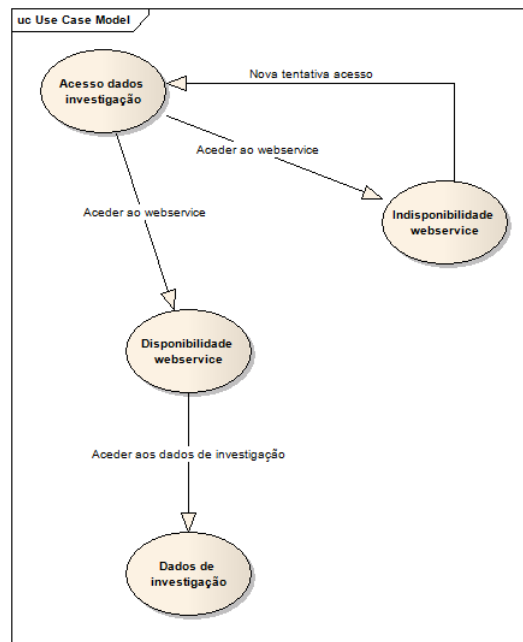 uc Use Case Model
Acesso dados
investigação
Nova tentativa acesso
Aceder ao webservice
Aceder ao webservice
Indisponibilidade
webservice
Disponibilidade
webservice
Aceder aos dados de investigação
Dados de
investigação